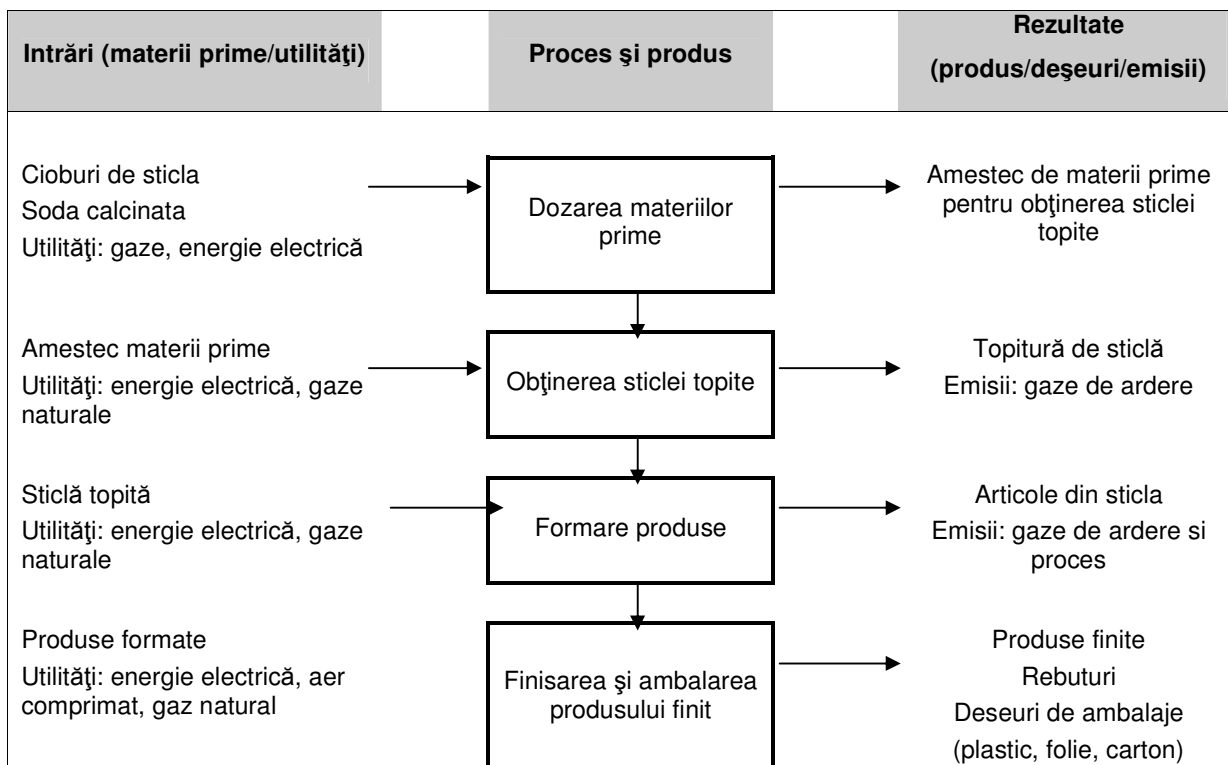 Intrări (materii prime/utilităţi)
Proces şi produs
Rezultate
(produs/deşeuri/emisii)
Cioburi de sticla
Soda calcinata
Utilităţi: gaze, energie electrică
Dozarea materiilor
prime
Amestec de materii prime
pentru obţinerea sticlei
topite
Amestec materii prime
Utilităţi: energie electrică, gaze
naturale
Obţinerea sticlei topite
Topitură de sticlă
Emisii: gaze de ardere
Sticlă topită
Utilităţi: energie electrică, gaze
naturale
Formare produse
Articole din sticla
Emisii: gaze de ardere si
proces
Produse formate
Utilităţi: energie electrică, aer
comprimat, gaz natural
Finisarea şi ambalarea
produsului finit
Produse finite
Rebuturi
Deseuri de ambalaje
(plastic, folie, carton)